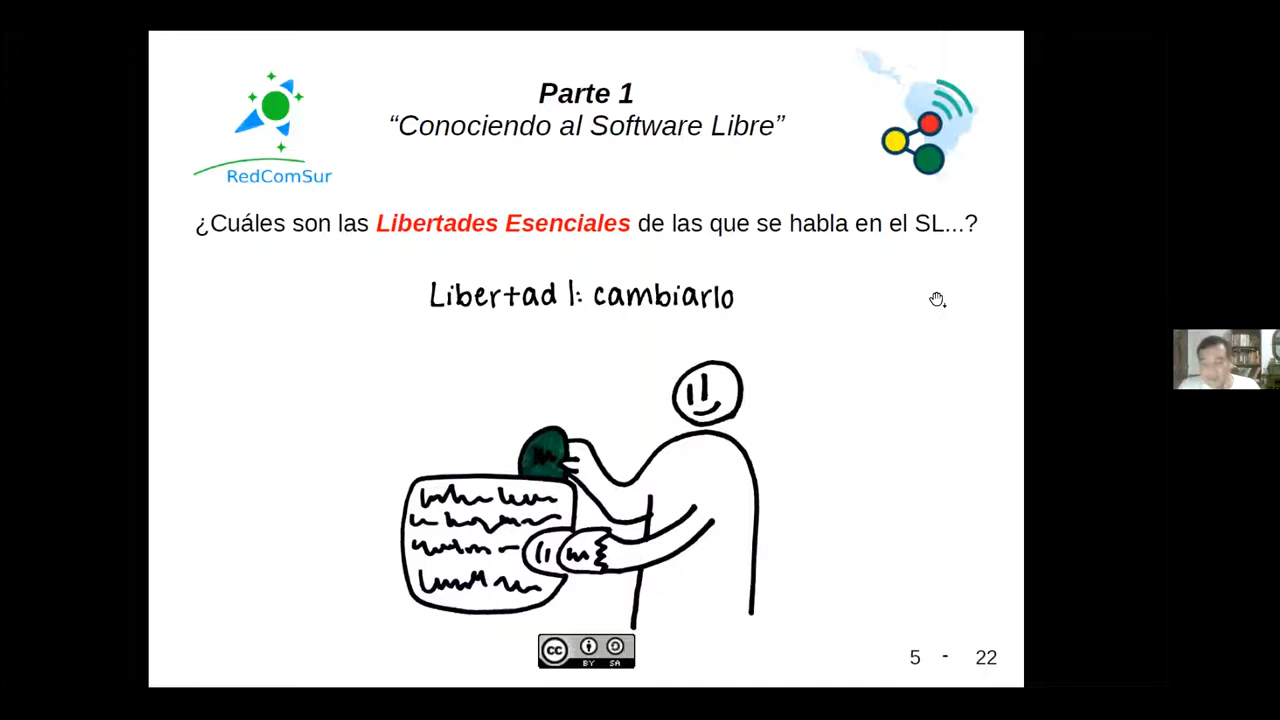 Parte 1
“Conociendo al Software Libre”
RedComSur
¿Cuáles son las Libertades Esenciales de las que se habla en el SL...?
Libertad 1: cambiarlo
cc
BY SA
5 - 22